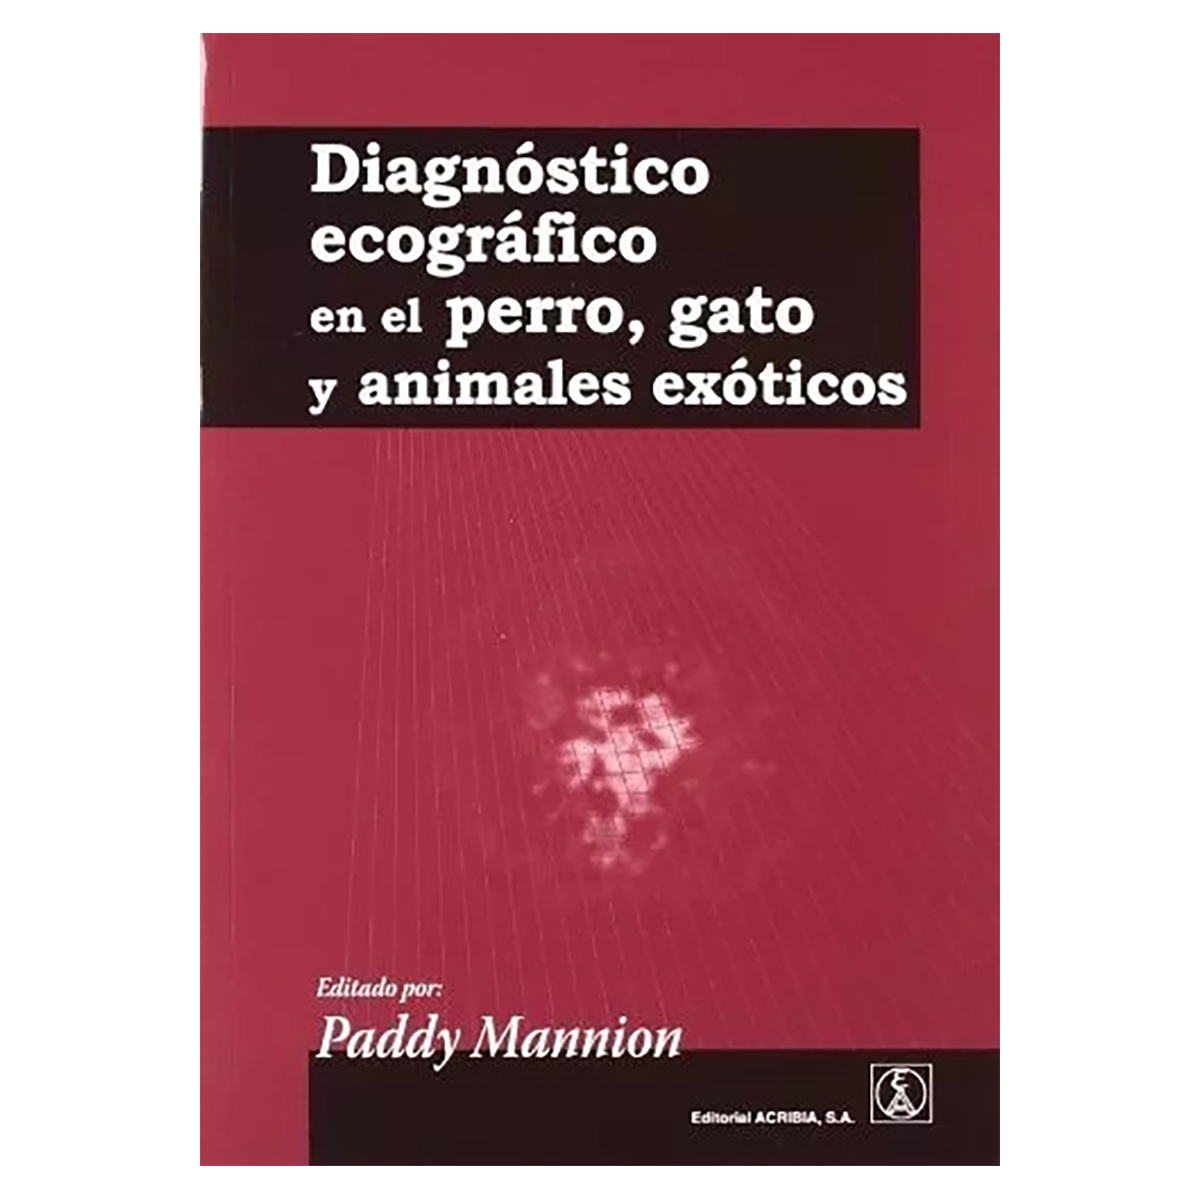 Diagnóstico
ecográfico
en el perro, gato
y animales exóticos
Editado por:
Paddy Mannion
Editorial ACRIBIA, S.A.
E
A